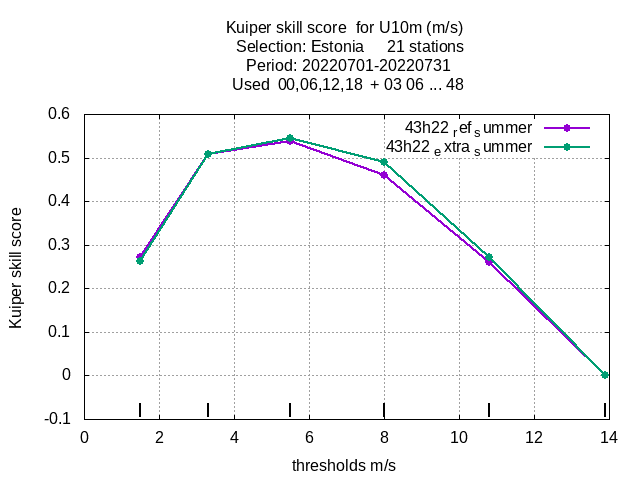 Kuiper skill score for U10m (m/s)
Selection: Estonia 21 stations
Period: 20220701-20220731
Used 00,06,12,18 + 03 06 ... 48
43h22 ref summer
43h22 extra summer
Kuiper skill score
0.6
0.5
0.4
0.3
0.2
0.1
0
-0.1
0 2 4 6 8 10 12 14
thresholds m/s